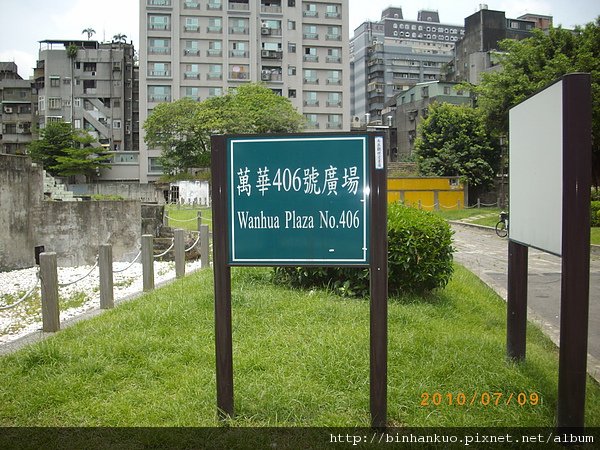 萬華406號廣場
Wanhua Plaza No.406
2010/07/09
http://binhankuo.pixnet.net/album